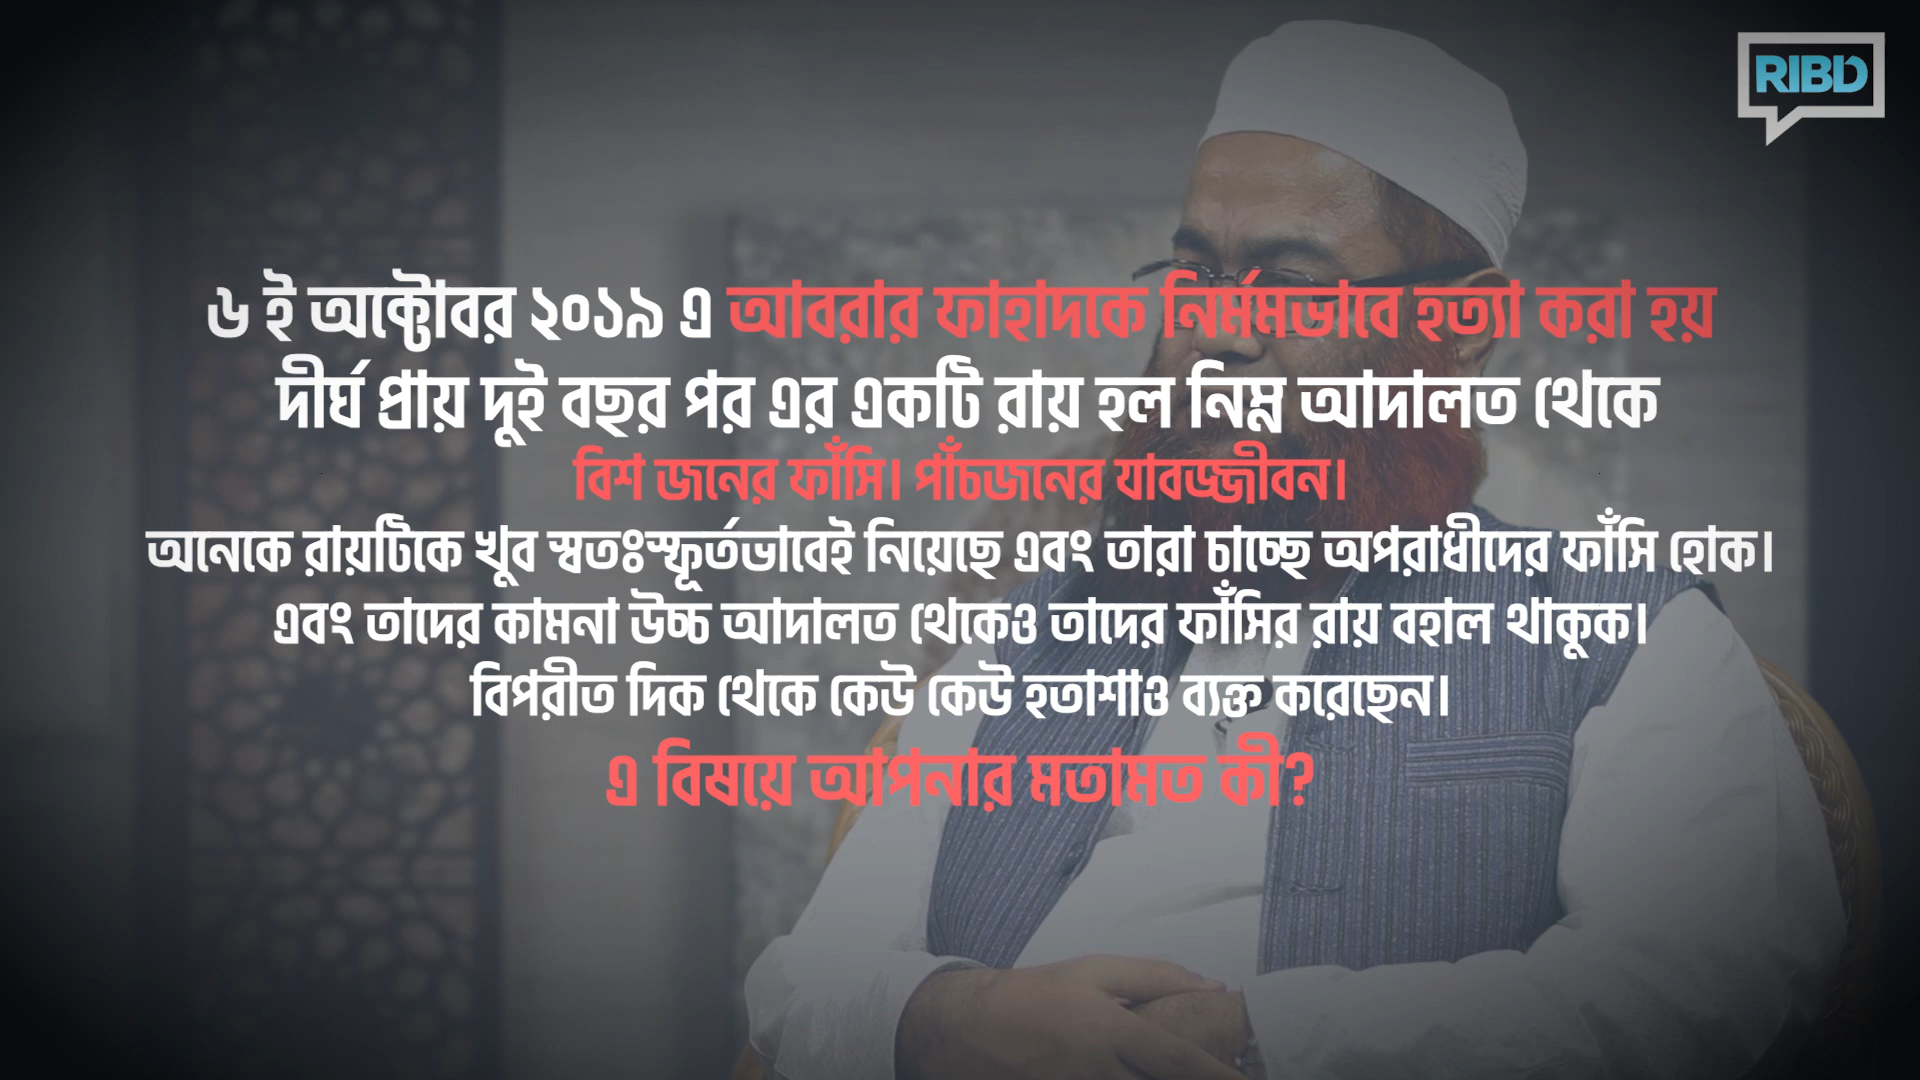 RIBD
৬ ই অক্টোবর ২০১৯ এ আবরার ফাহাদকে নির্মমভাবে হত্যা করা হয়
দীর্ঘ প্রায় দুই বছর পর এর একটি রায় হল নিম্ন আদালত থেকে
বিশ জনের ফাঁসি। পাঁচজনের যাবজ্জীবন।
অনেকে রায়টিকে খুব স্বতঃস্ফূর্তভাবেই নিয়েছে এবং তারা চাচ্ছে অপরাধীদের ফাঁসি হোক।
এবং তাদের কামনা উচ্চ আদালত থেকেও তাদের ফাঁসির রায় বহাল থাকুক।
বিপরীত দিক থেকে কেউ কেউ হতাশাও ব্যক্ত করেছেন।
এ বিষয়ে আপনার মতামত কী?